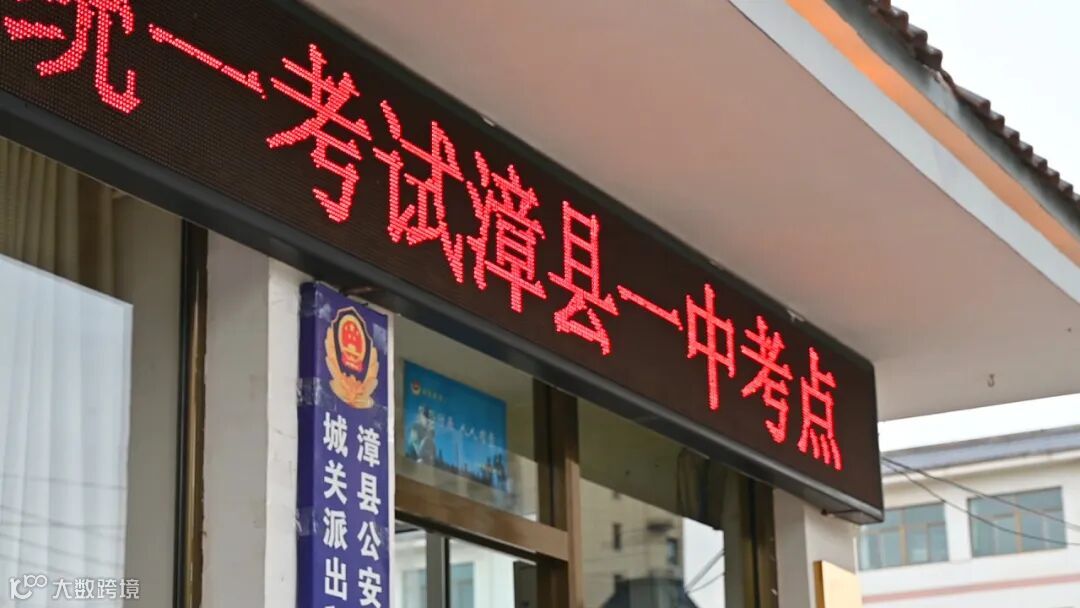 统一考试漳县一中考点
漳县公安
城关派出
大数跨境